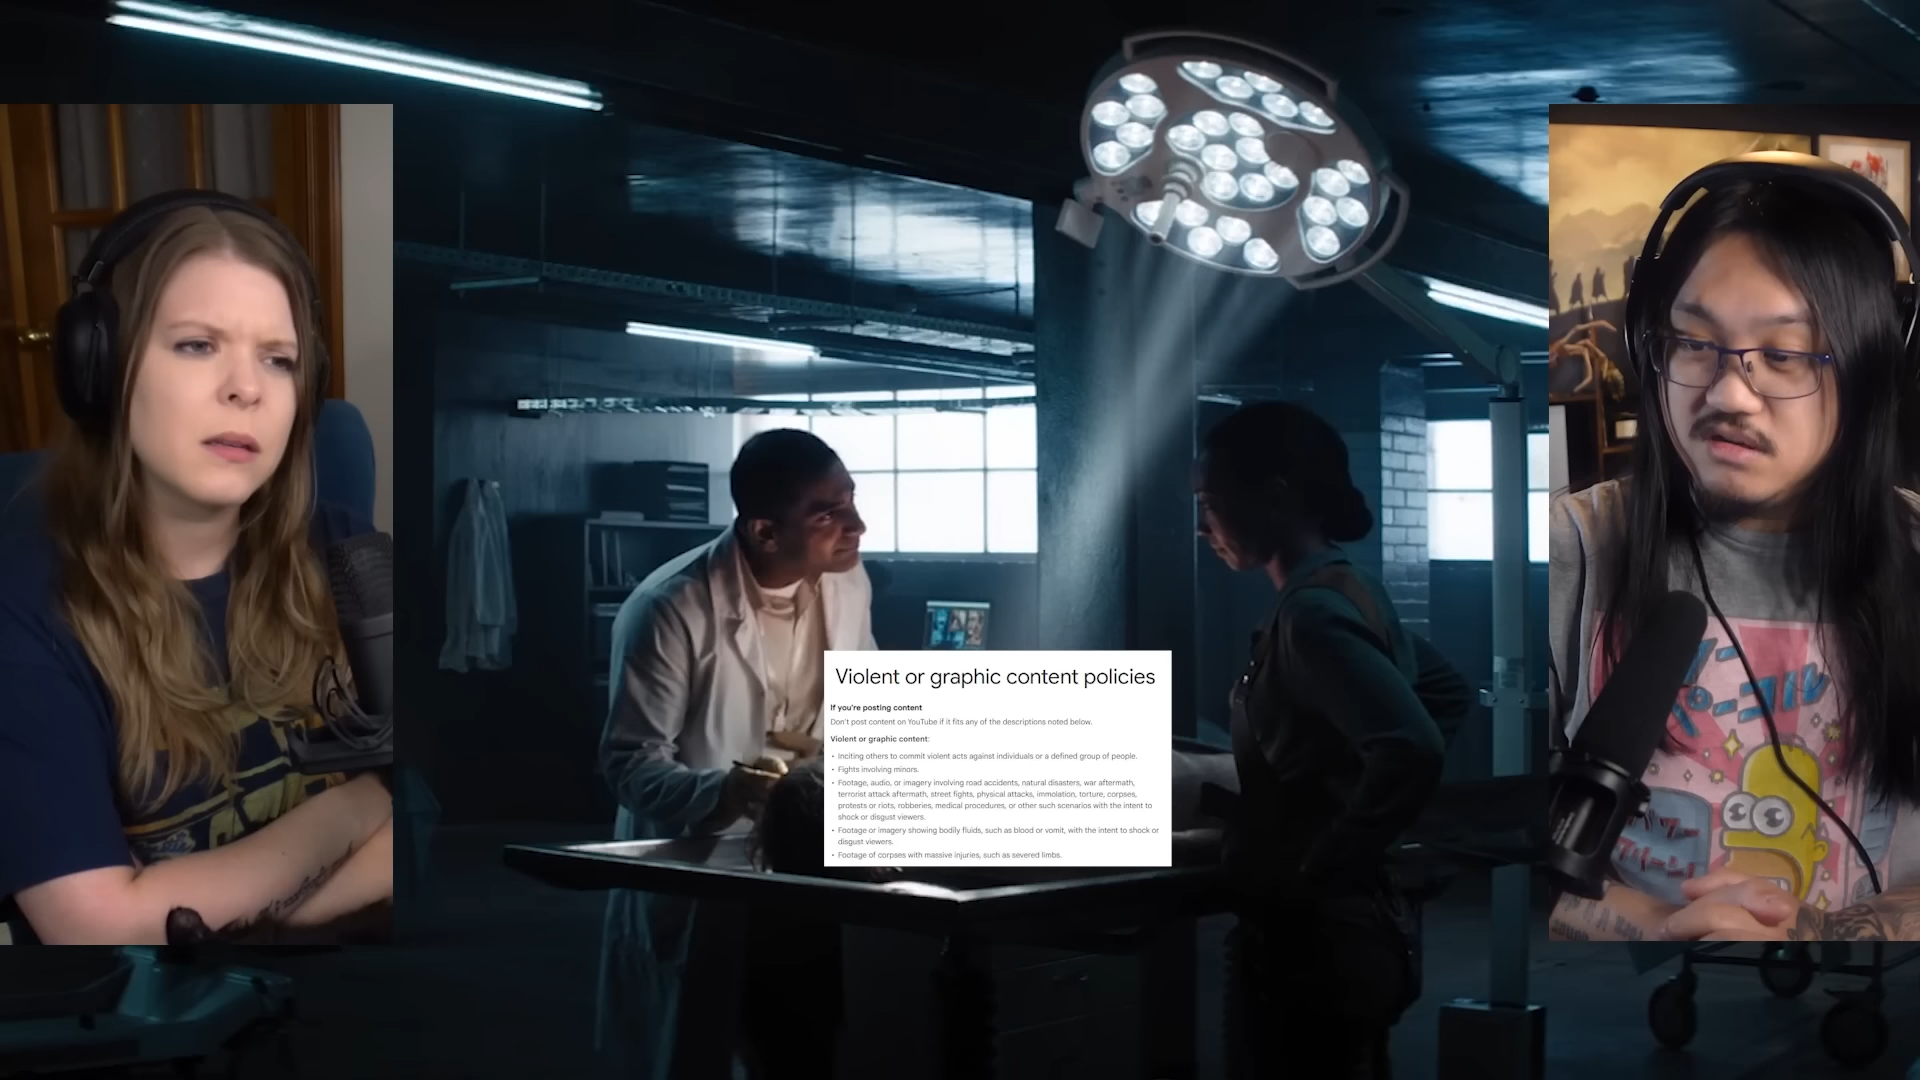 Violent or graphic content policies
If you're posting content
Don't post content on YouTube if it fits any of the descriptions noted below.
Violent or graphic content:
• Inciting others to commit violent acts against individuals or a defined group of people.
• Fights involving minors.
• Footage, audio, or imagery involving road accidents, natural disasters, war aftermath,
terrorist attack aftermath, street fights, physical attacks, immolation, torture, corpses,
protests or riots, robberies, medical procedures, or other such scenarios with the intent to
shock or disgust viewers.
• Footage or imagery showing bodily fluids, such as blood or vomit, with the intent to shock or
disgust viewers.
• Footage of corpses with massive injuries, such as severed limbs.